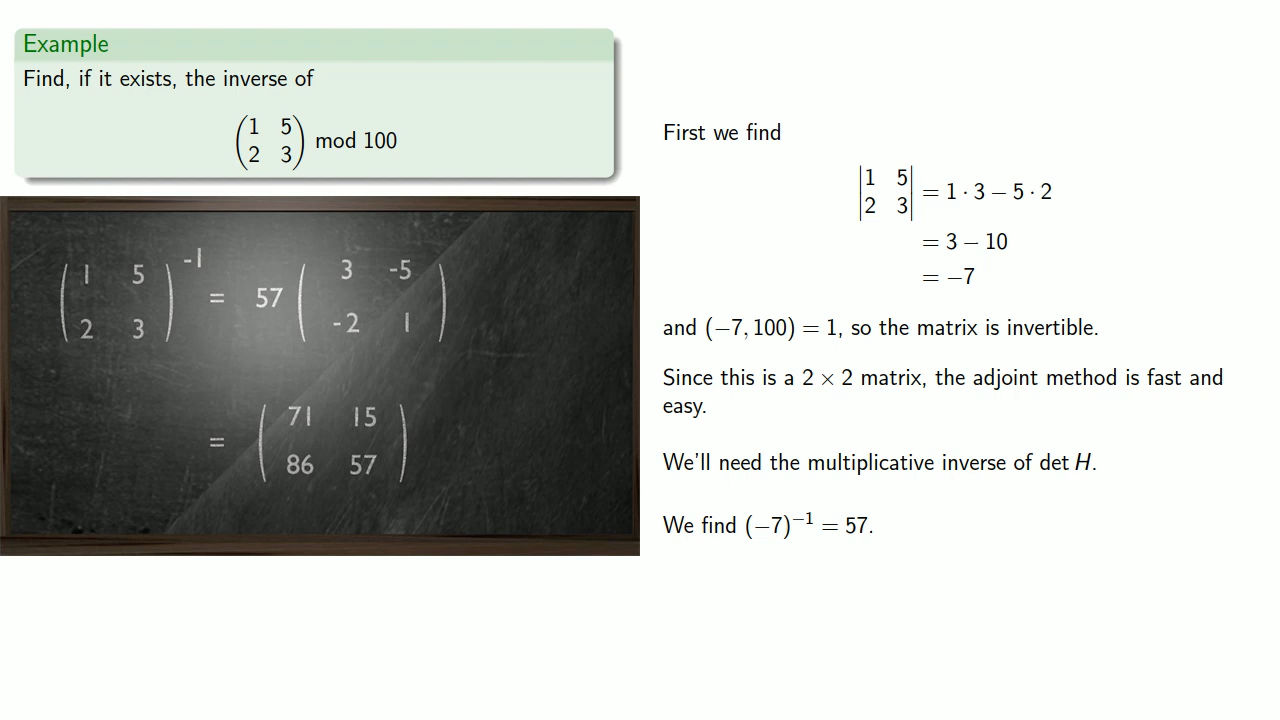 Example
Find, if it exists, the inverse of
(1 5
2 3) mod 100
(1 5
2 3)^-1 = 57 (3 -5
-2 1)
= (71 15
86 57)
First we find
|1 5
2 3| = 1 · 3 − 5 · 2
= 3 − 10
= −7
and (−7, 100) = 1, so the matrix is invertible.
Since this is a 2 × 2 matrix, the adjoint method is fast and
easy.
We'll need the multiplicative inverse of det H.
We find (−7)^−1 = 57.